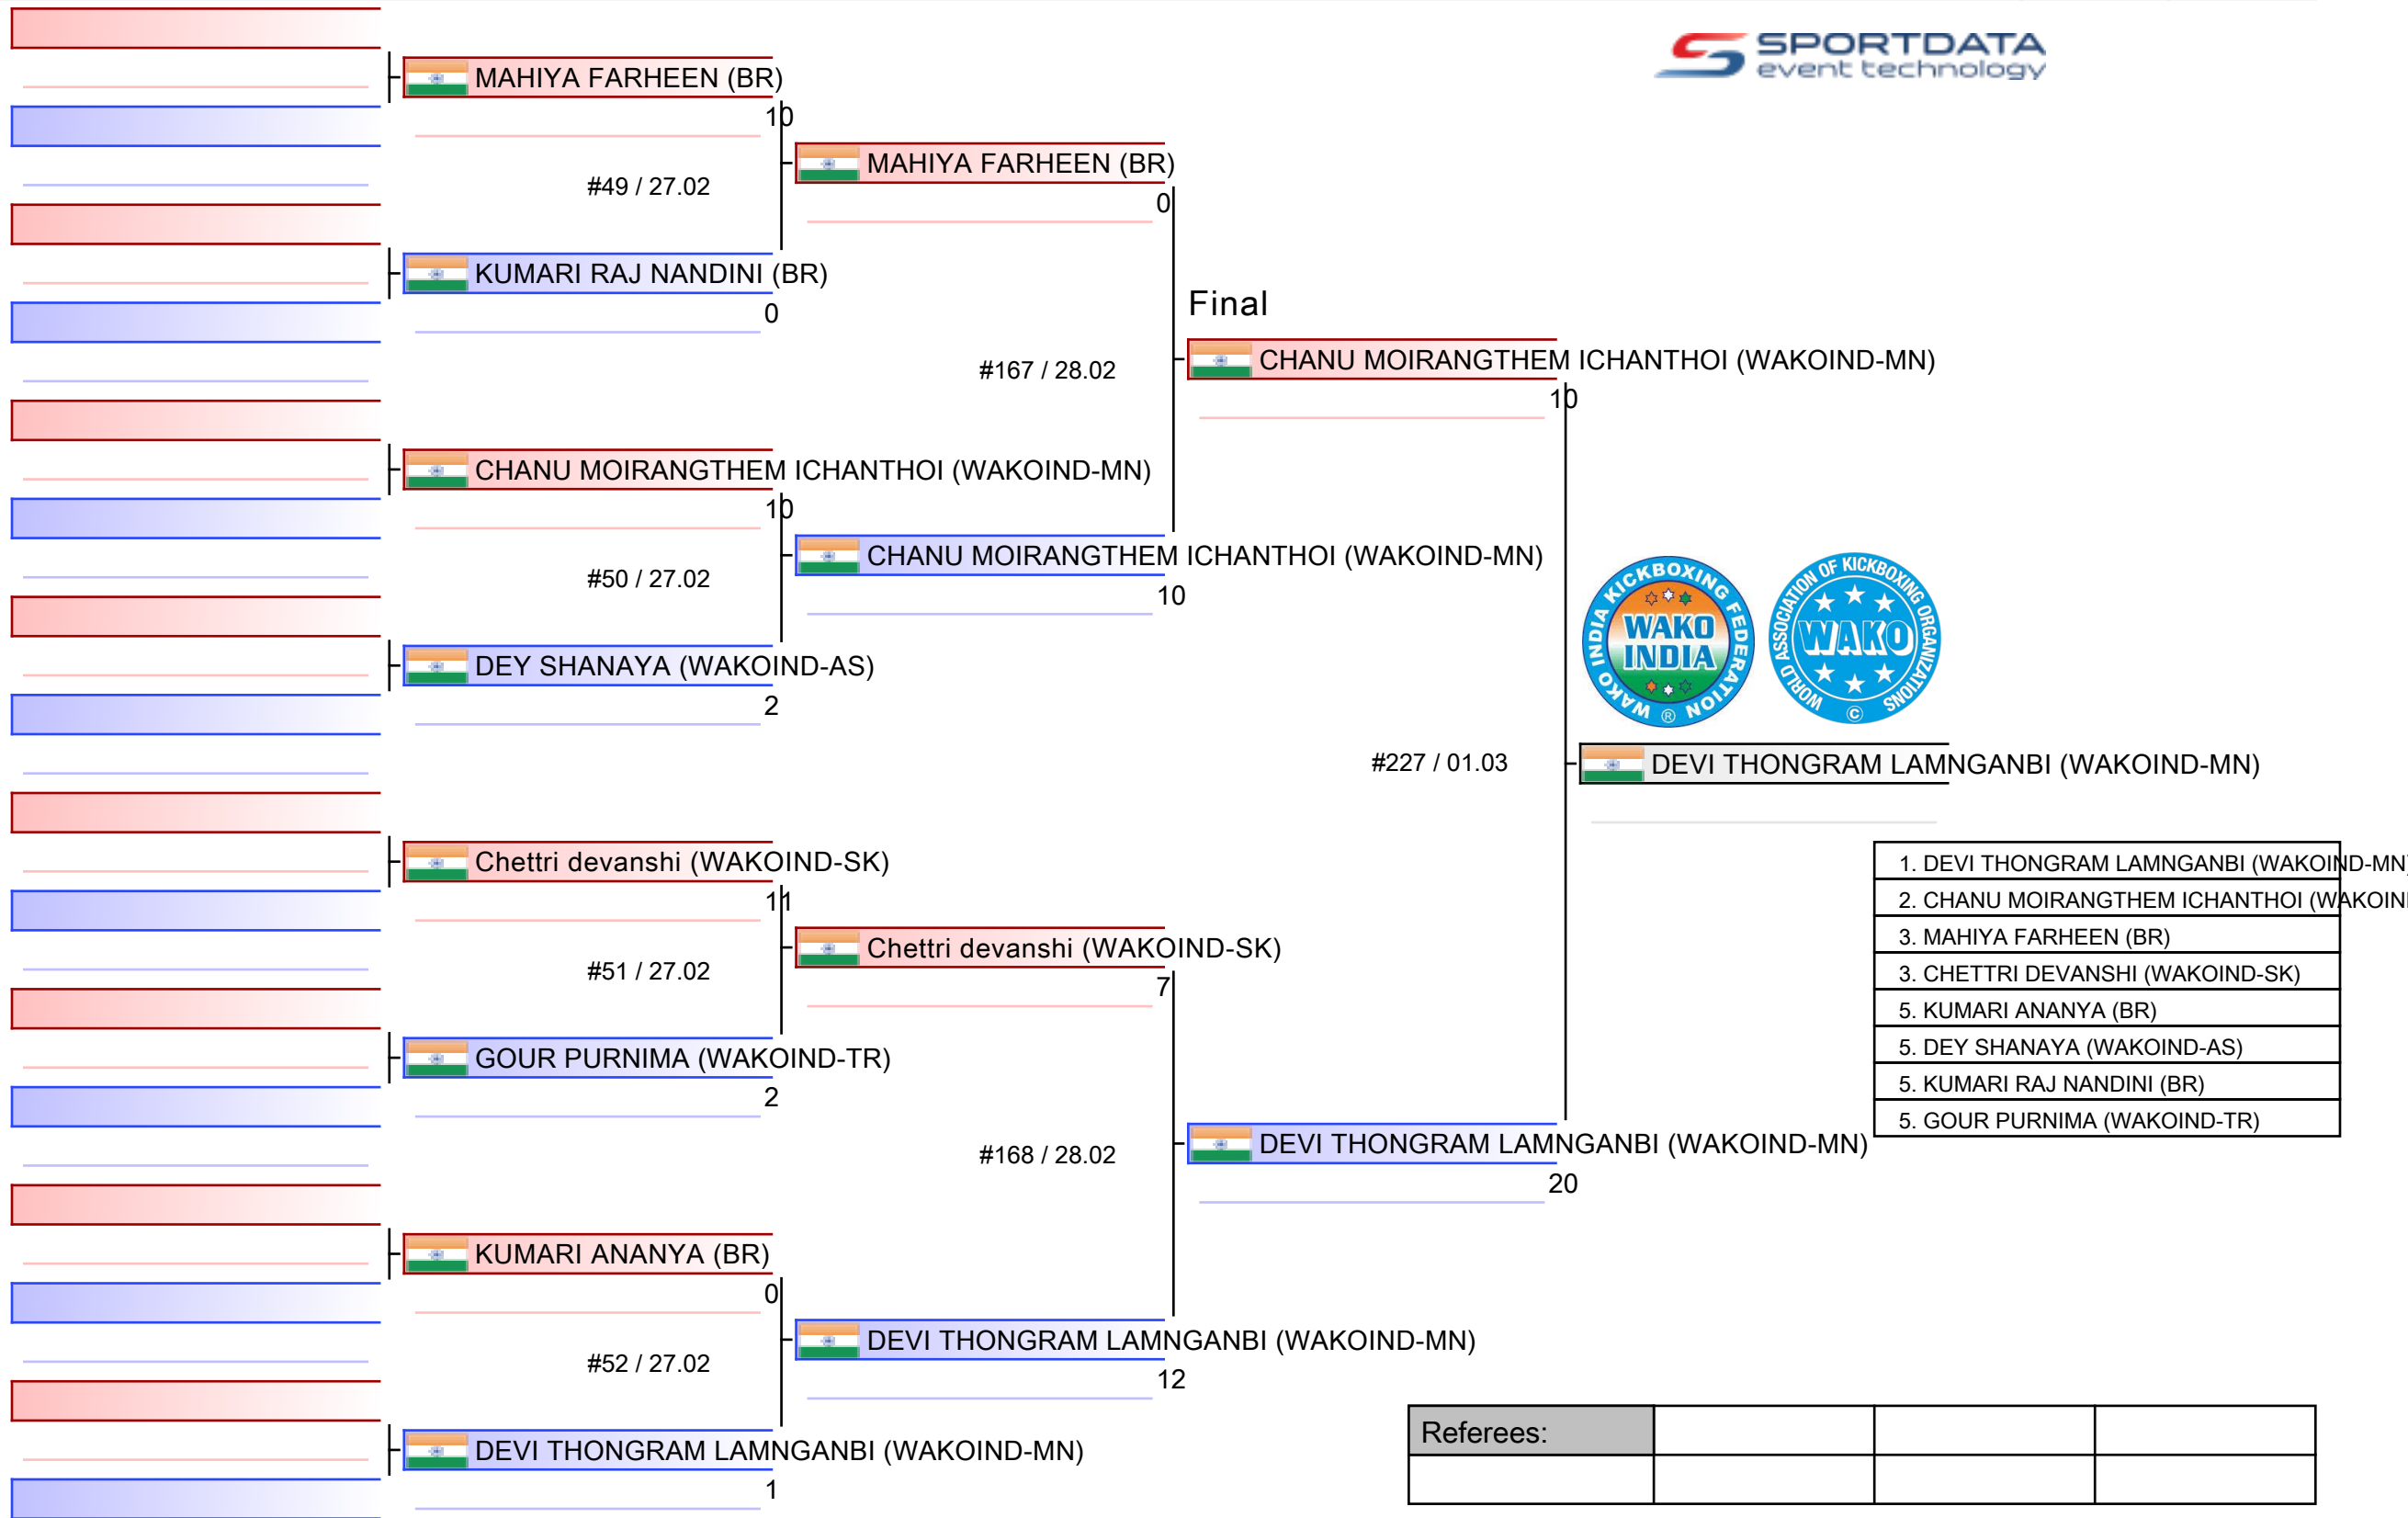 SPORTDATA
event technology
MAHIYA FARHEEN (BR)
10
MAHIYA FARHEEN (BR)
0
#49 / 27.02
KUMARI RAJ NANDINI (BR)
0
Final
CHANU MOIRANGTHEM ICHANTHOI (WAKOIND-MN)
10
#167 / 28.02
CHANU MOIRANGTHEM ICHANTHOI (WAKOIND-MN)
10
CHANU MOIRANGTHEM ICHANTHOI (WAKOIND-MN)
10
#50 / 27.02
DEY SHANAYA (WAKOIND-AS)
2
WAKO INDIA KICKBOXING FEDERATION
WAKO
INDIA
®
WORLD ASSOCIATION OF KICKBOXING ORGANIZATIONS
WAKO
©
#227 / 01.03
DEVI THONGRAM LAMNGANBI (WAKOIND-MN)
Chettri devanshi (WAKOIND-SK)
11
Chettri devanshi (WAKOIND-SK)
7
#51 / 27.02
GOUR PURNIMA (WAKOIND-TR)
2
1. DEVI THONGRAM LAMNGANBI (WAKOIND-MN)
2. CHANU MOIRANGTHEM ICHANTHOI (WAKOIN
3. MAHIYA FARHEEN (BR)
3. CHETTRI DEVANSHI (WAKOIND-SK)
5. KUMARI ANANYA (BR)
5. DEY SHANAYA (WAKOIND-AS)
5. KUMARI RAJ NANDINI (BR)
5. GOUR PURNIMA (WAKOIND-TR)
#168 / 28.02
DEVI THONGRAM LAMNGANBI (WAKOIND-MN)
20
KUMARI ANANYA (BR)
0
DEVI THONGRAM LAMNGANBI (WAKOIND-MN)
12
#52 / 27.02
DEVI THONGRAM LAMNGANBI (WAKOIND-MN)
1
Referees: